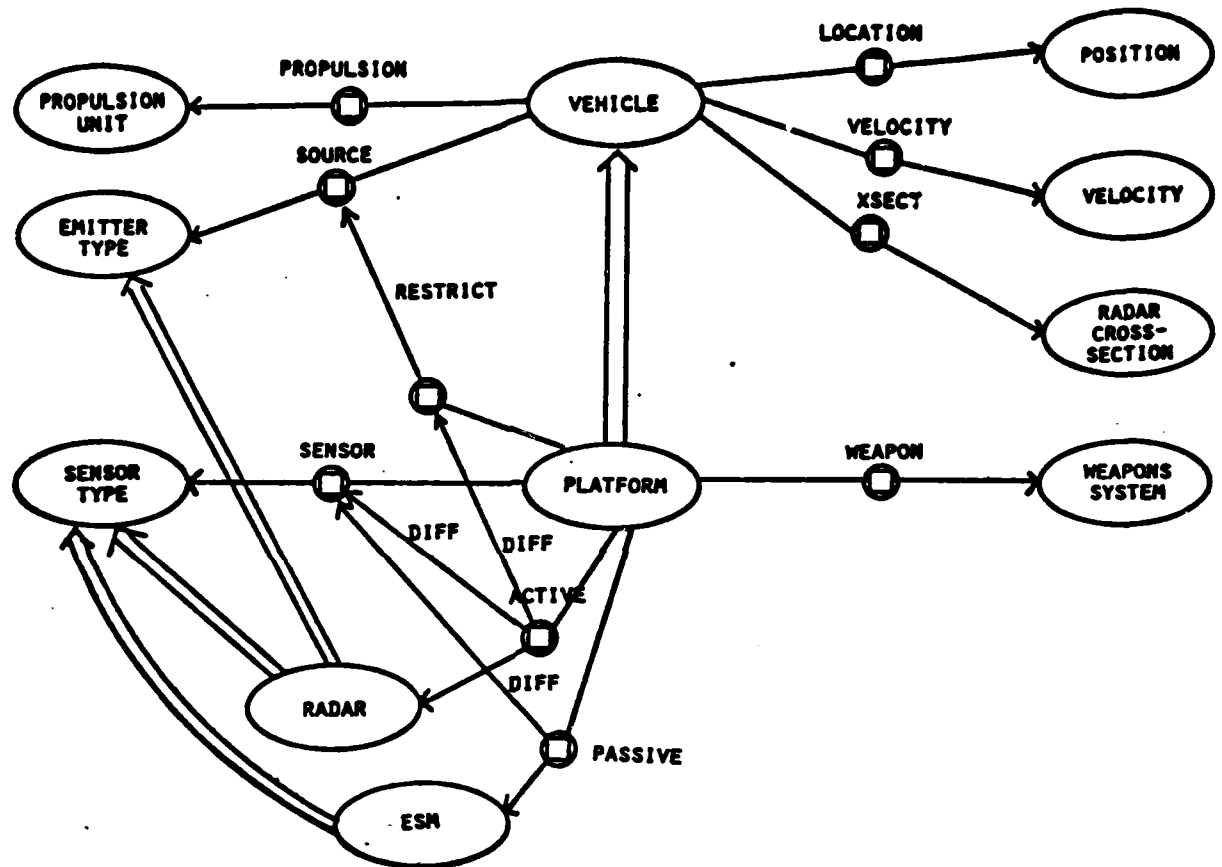 LOCATION
POSITION
PROPULSION
PROPULSION
UNIT
VEHICLE
VELOCITY
SOURCE
XSECT
VELOCITY
EMITTER
TYPE
RESTRICT
RADAR
CROSS-
SECTION
SENSOR
WEAPON
SENSOR
TYPE
PLATFORM
WEAPONS
SYSTEM
DIFF
DIFF
ACTIVE
DIFF
RADAR
PASSIVE
ESM